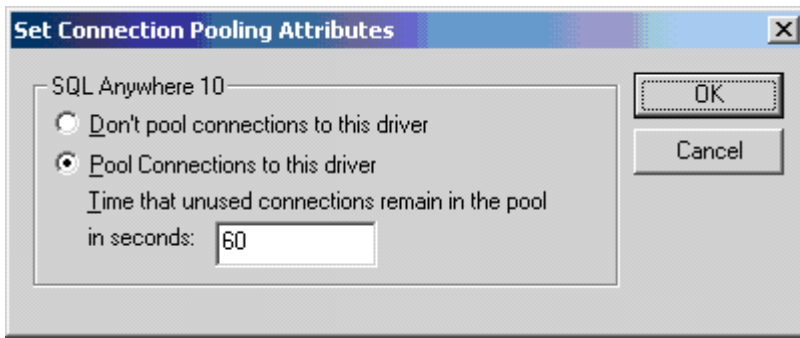 Set Connection Pooling Attributes
SQL Anywhere 10
Don't pool connections to this driver
Pool Connections to this driver
Time that unused connections remain in the pool
in seconds: 60
OK
Cancel